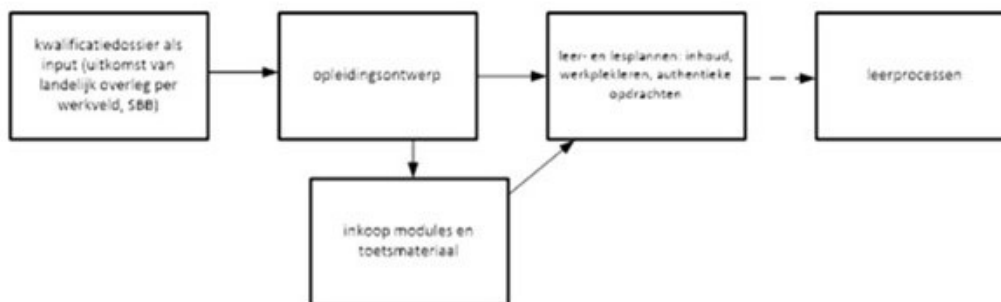 kwalificatiedossier als
input (uitkomst van
landelijk overleg per
werkveld, SBB)
opleidingsontwerp
leer- en lesplannen: inhoud,
werkplekleren, authentieke
opdrachten
leerprocessen
inkoop modules en
toetsmateriaal